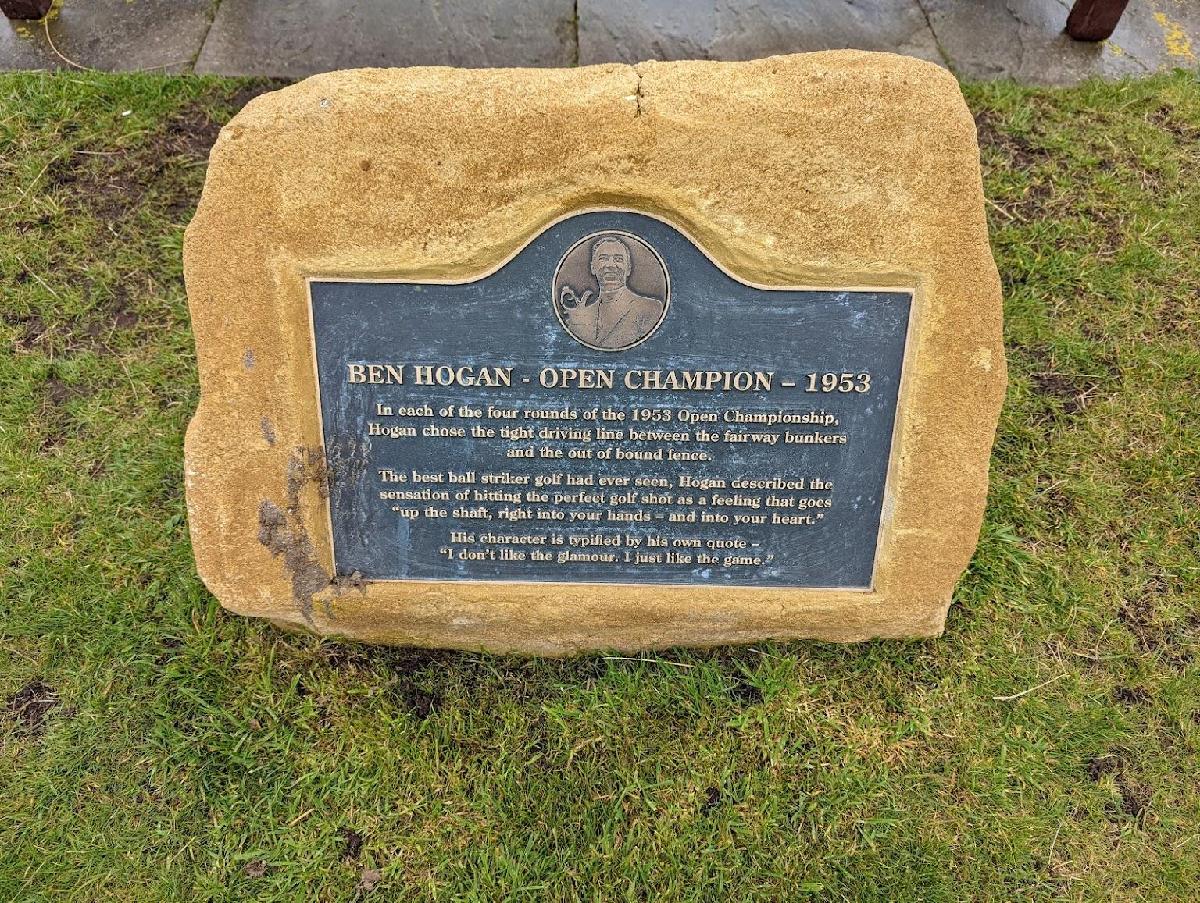 BEN HOGAN - OPEN CHAMPION – 1953
In each of the four rounds of the 1953 Open Championship,
Hogan chose the tight driving line between the fairway bunkers
and the out of bound fence.
The best ball striker golf had ever seen, Hogan described the
sensation of hitting the perfect golf shot as a feeling that goes
“up the shaft, right into your hands – and into your heart.”
His character is typified by his own quote –
“I don’t like the glamour. I just like the game.”